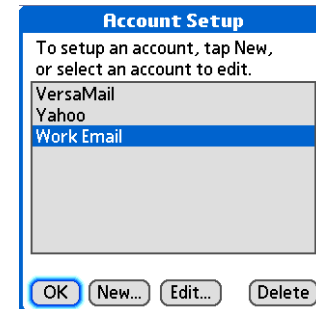 Account Setup
To setup an account, tap New,
or select an account to edit.
VersaMail
Yahoo
Work Email
OK New... Edit... Delete